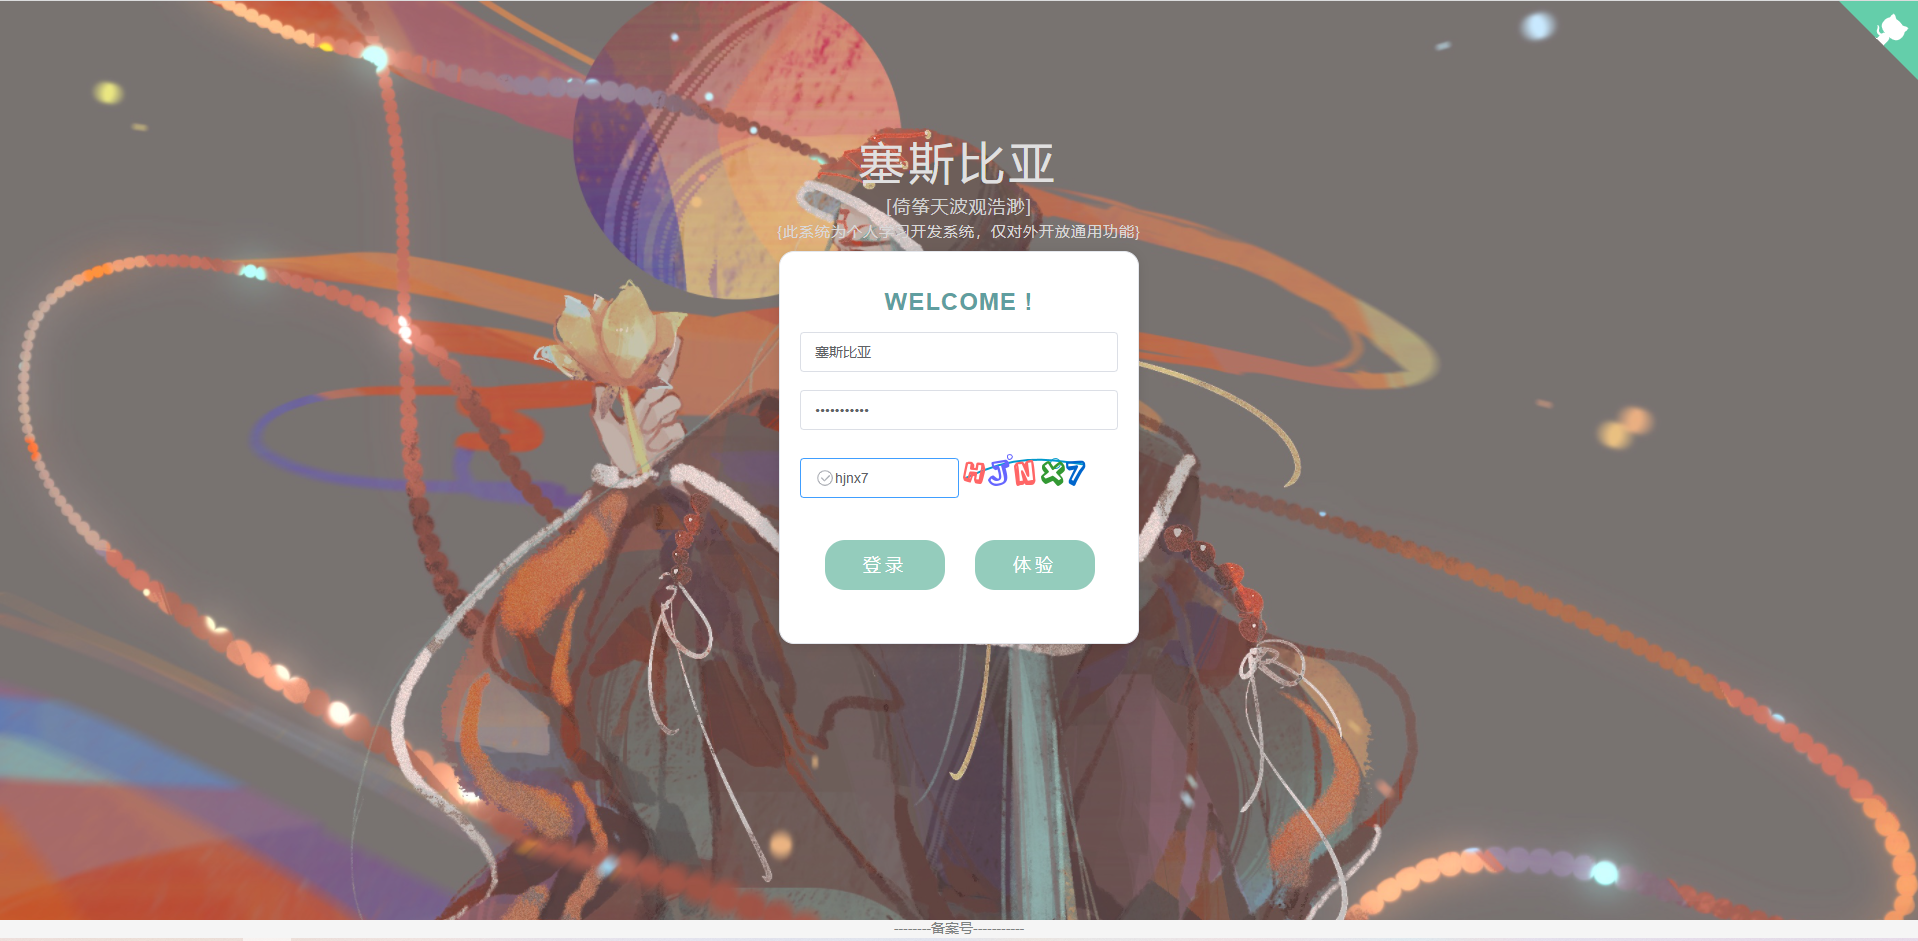 塞斯比亚
[倚筝天波观浩渺]
{此系统为个人学习开发系统，仅对外开放通用功能}
WELCOME !
塞斯比亚
•••••••••••
hjnx7
HJNX7
登录 体验
--------备案号-----------